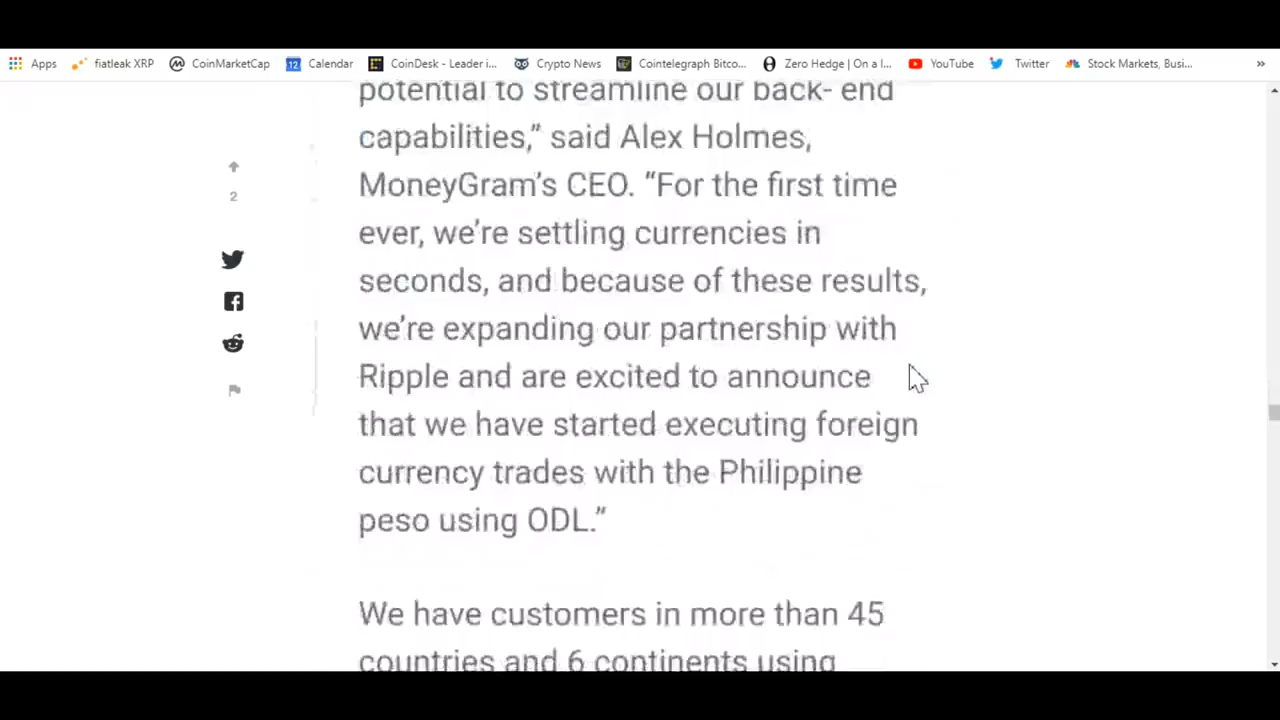 Apps fiatleak XRP CoinMarketCap Calendar CoinDesk - Leader i... Crypto News Cointelegraph Bitco... Zero Hedge | On a l... YouTube Twitter Stock Markets, Busi... »
potential to streamline our back- end
capabilities,” said Alex Holmes,
MoneyGram’s CEO. “For the first time
ever, we’re settling currencies in
seconds, and because of these results,
we’re expanding our partnership with
Ripple and are excited to announce
that we have started executing foreign
currency trades with the Philippine
peso using ODL.”
We have customers in more than 45
countries and 6 continents using
2
12